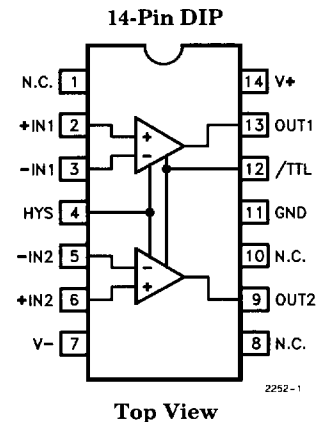 14-Pin DIP
N.C. 1
14 V+
+IN1 2
13 OUT1
-IN1 3
12 /TTL
HYS 4
11 GND
-IN2 5
10 N.C.
+IN2 6
9 OUT2
V- 7
8 N.C.
+
-
-
+
2252-1
Top View